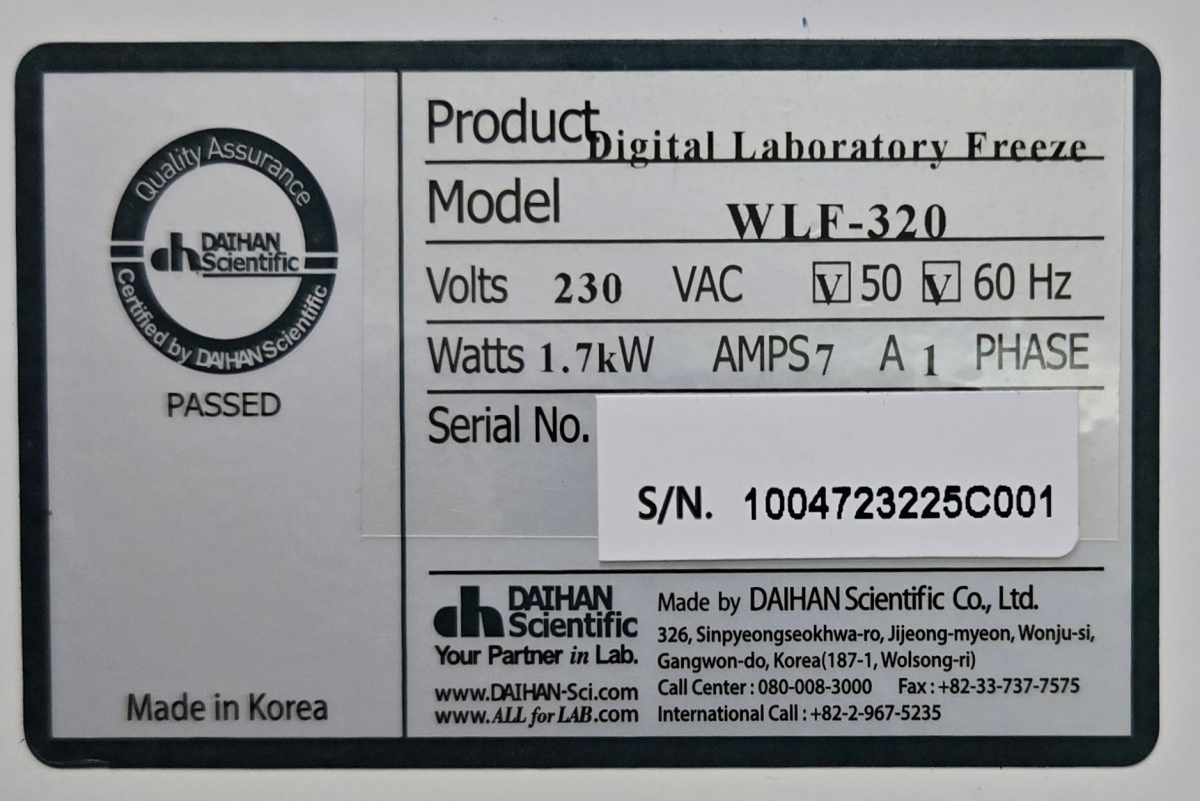 Quality Assurance
DAIHAN
Scientific
Certified by DAIHAN Scientific
PASSED
Made in Korea
Product Digital Laboratory Freeze
Model WLF-320
Volts 230 VAC V 50 V 60 Hz
Watts 1.7kW AMPS 7 A 1 PHASE
Serial No.
S/N. 1004723225C001
dh DAIHAN
Scientific
Your Partner in Lab.
www.DAIHAN-Sci.com
www.ALL for LAB.com
Made by DAIHAN Scientific Co., Ltd.
326, Sinpyeongseokhwa-ro, Jijeong-myeon, Wonju-si,
Gangwon-do, Korea(187-1, Wolsong-ri)
Call Center : 080-008-3000 Fax : +82-33-737-7575
International Call : +82-2-967-5235